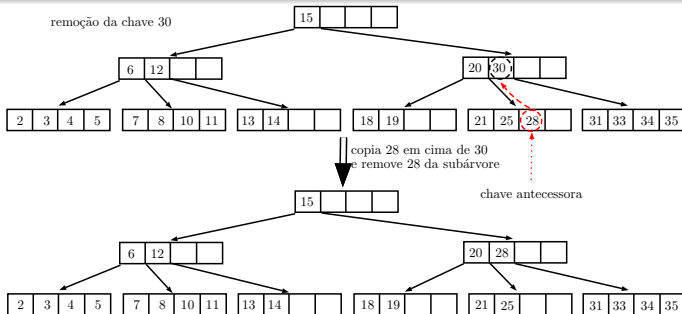 remoção da chave 30
15
6 12
20 30
2 3 4 5
7 8 10 11
13 14
18 19
21 25 28
31 33 34 35
copia 28 em cima de 30
e remove 28 da subárvore
chave antecessora
15
6 12
20 28
2 3 4 5
7 8 10 11
13 14
18 19
21 25
31 33 34 35